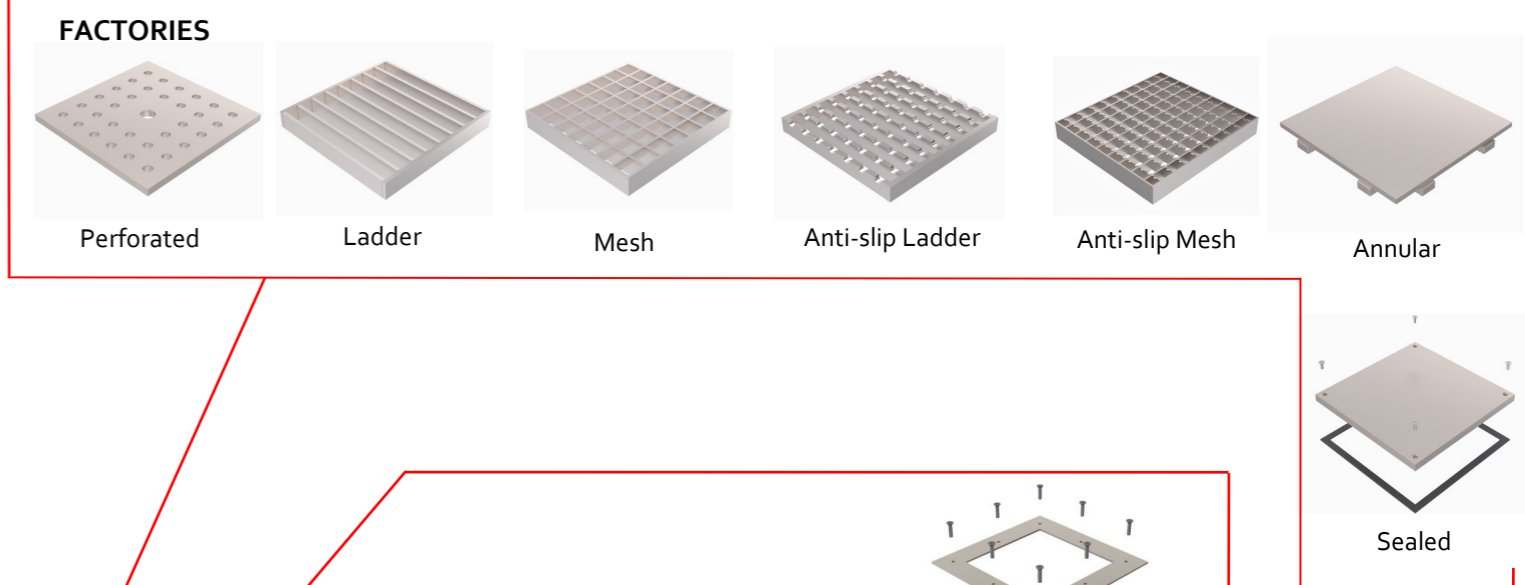 FACTORIES
Perforated
Ladder
Mesh
Anti-slip Ladder
Anti-slip Mesh
Annular
Sealed